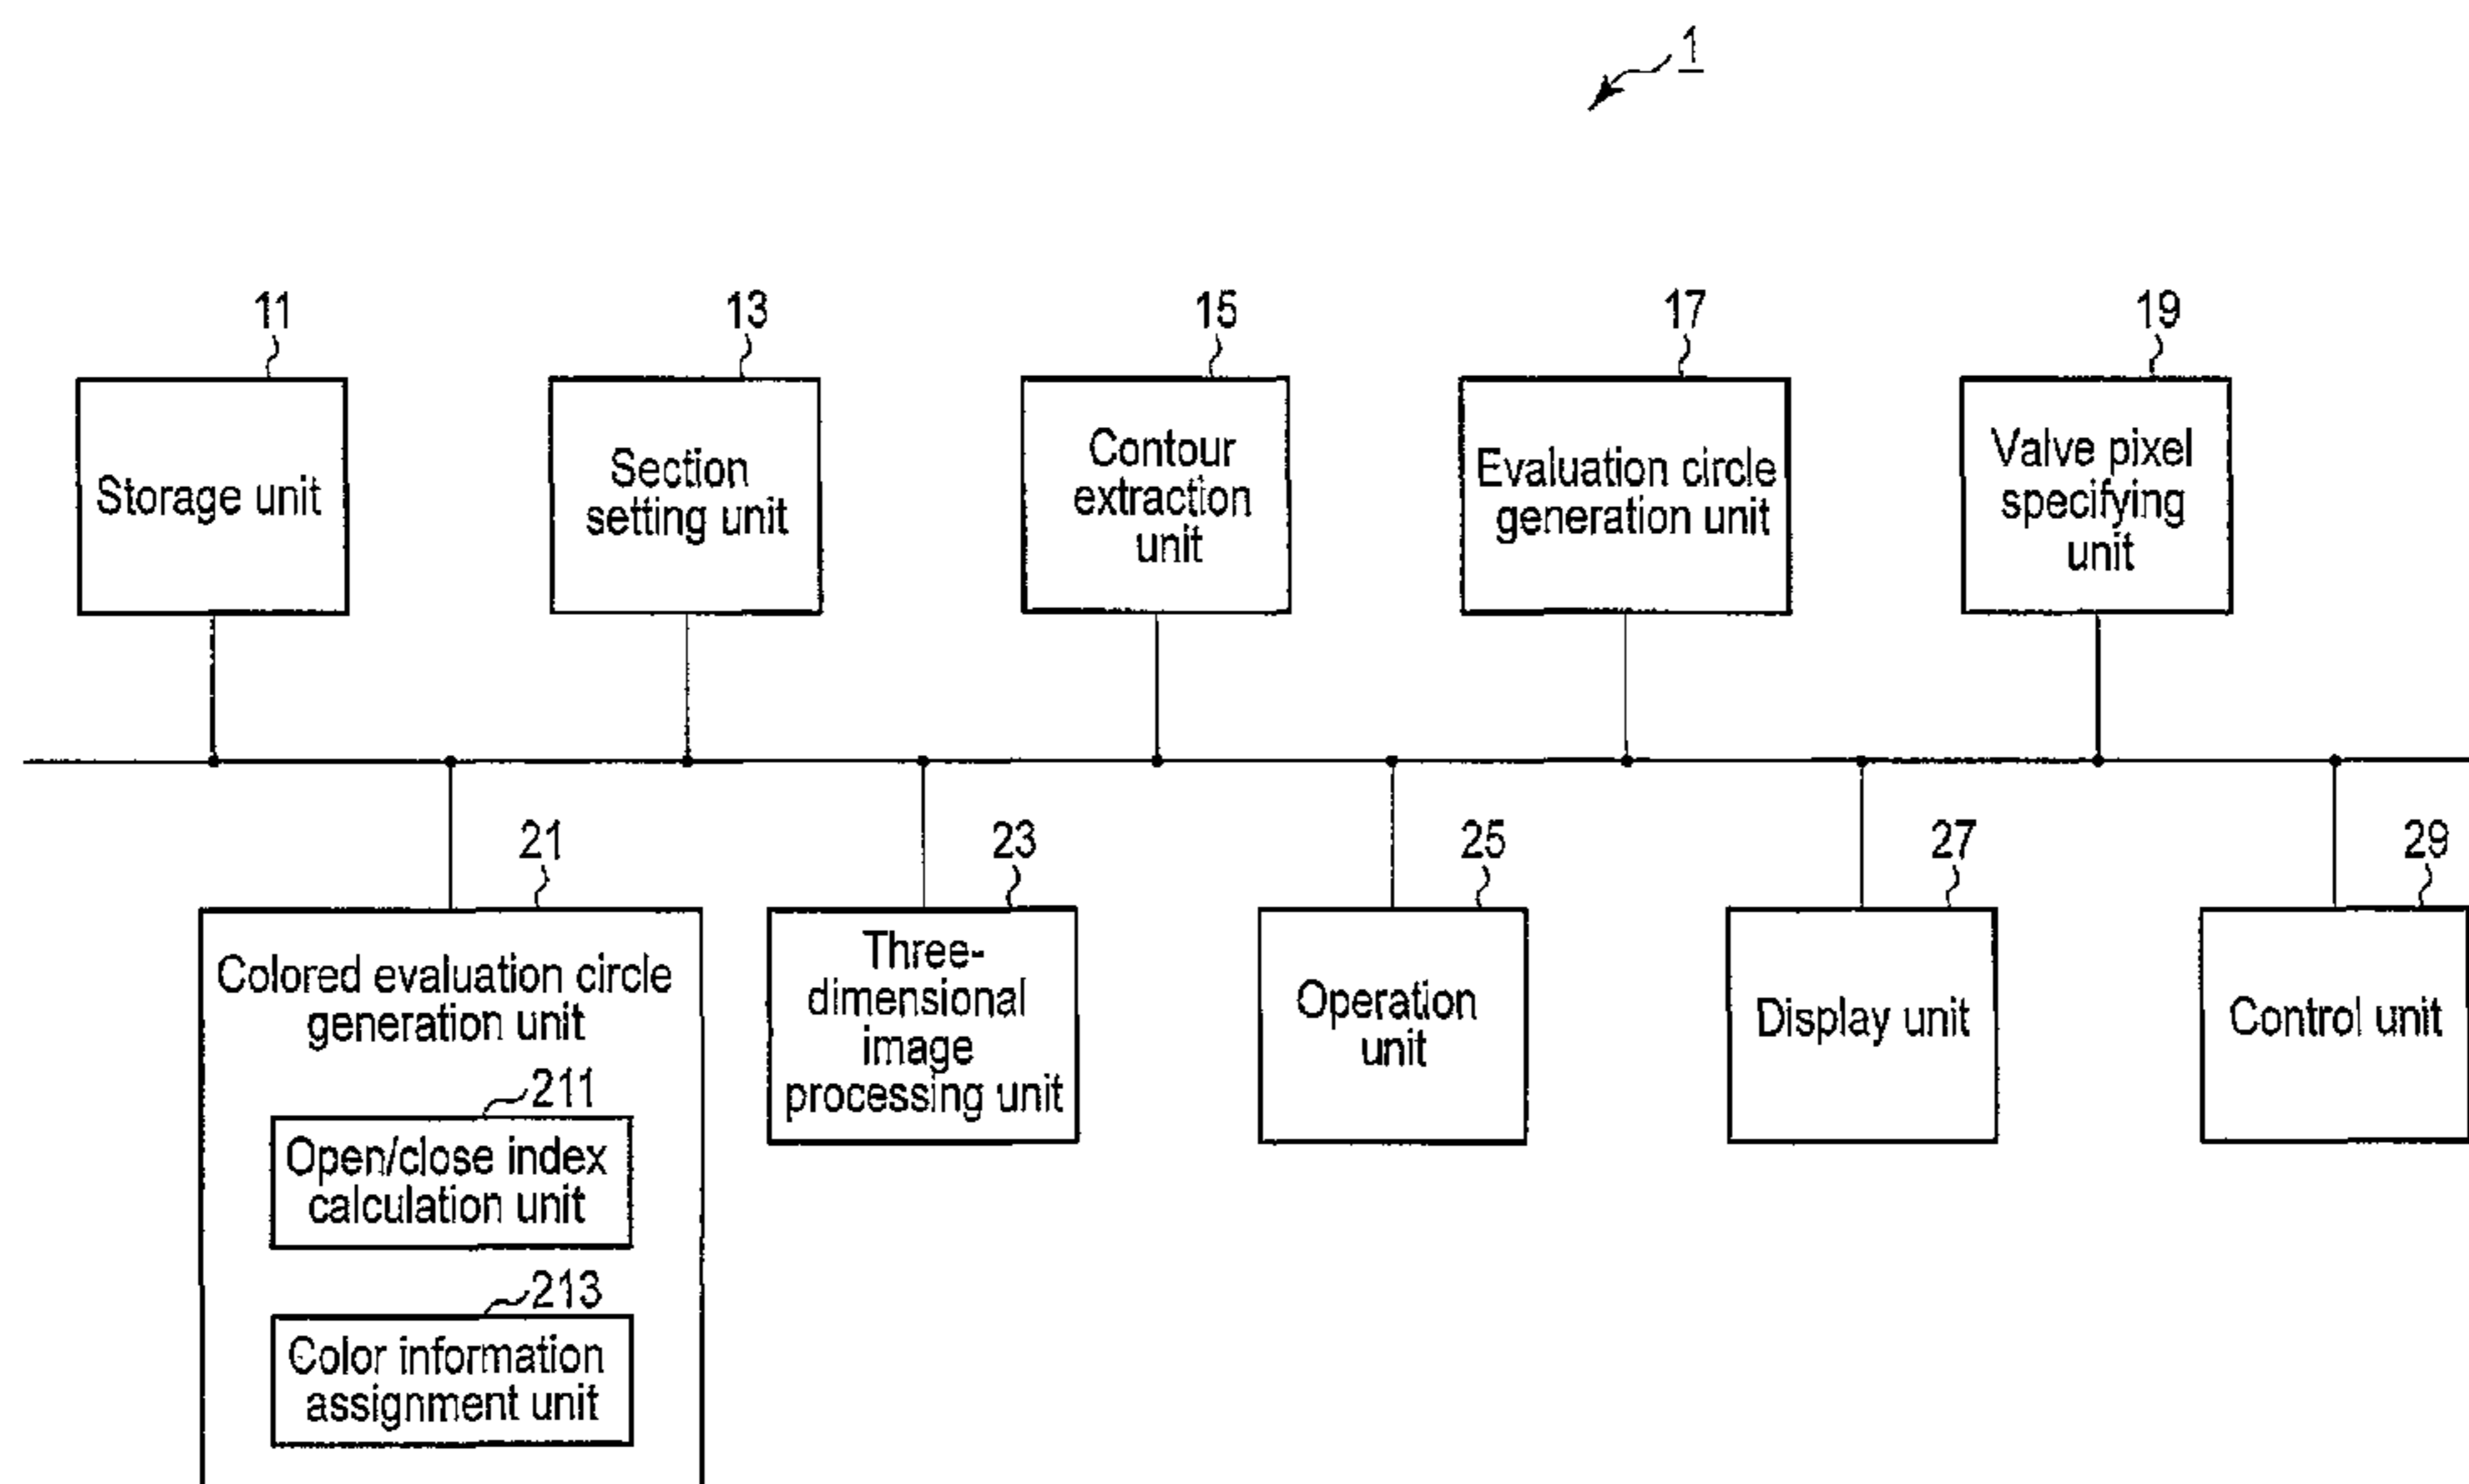 1
11
13
15
17
19
Storage unit
Section
setting unit
Contour
extraction
unit
Evaluation circle
generation unit
Valve pixel
specifying
unit
21
23
25
27
29
Colored evaluation circle
generation unit
211
Open/close index
calculation unit
213
Color information
assignment unit
Three-
dimensional
image
processing unit
Operation
unit
Display unit
Control unit